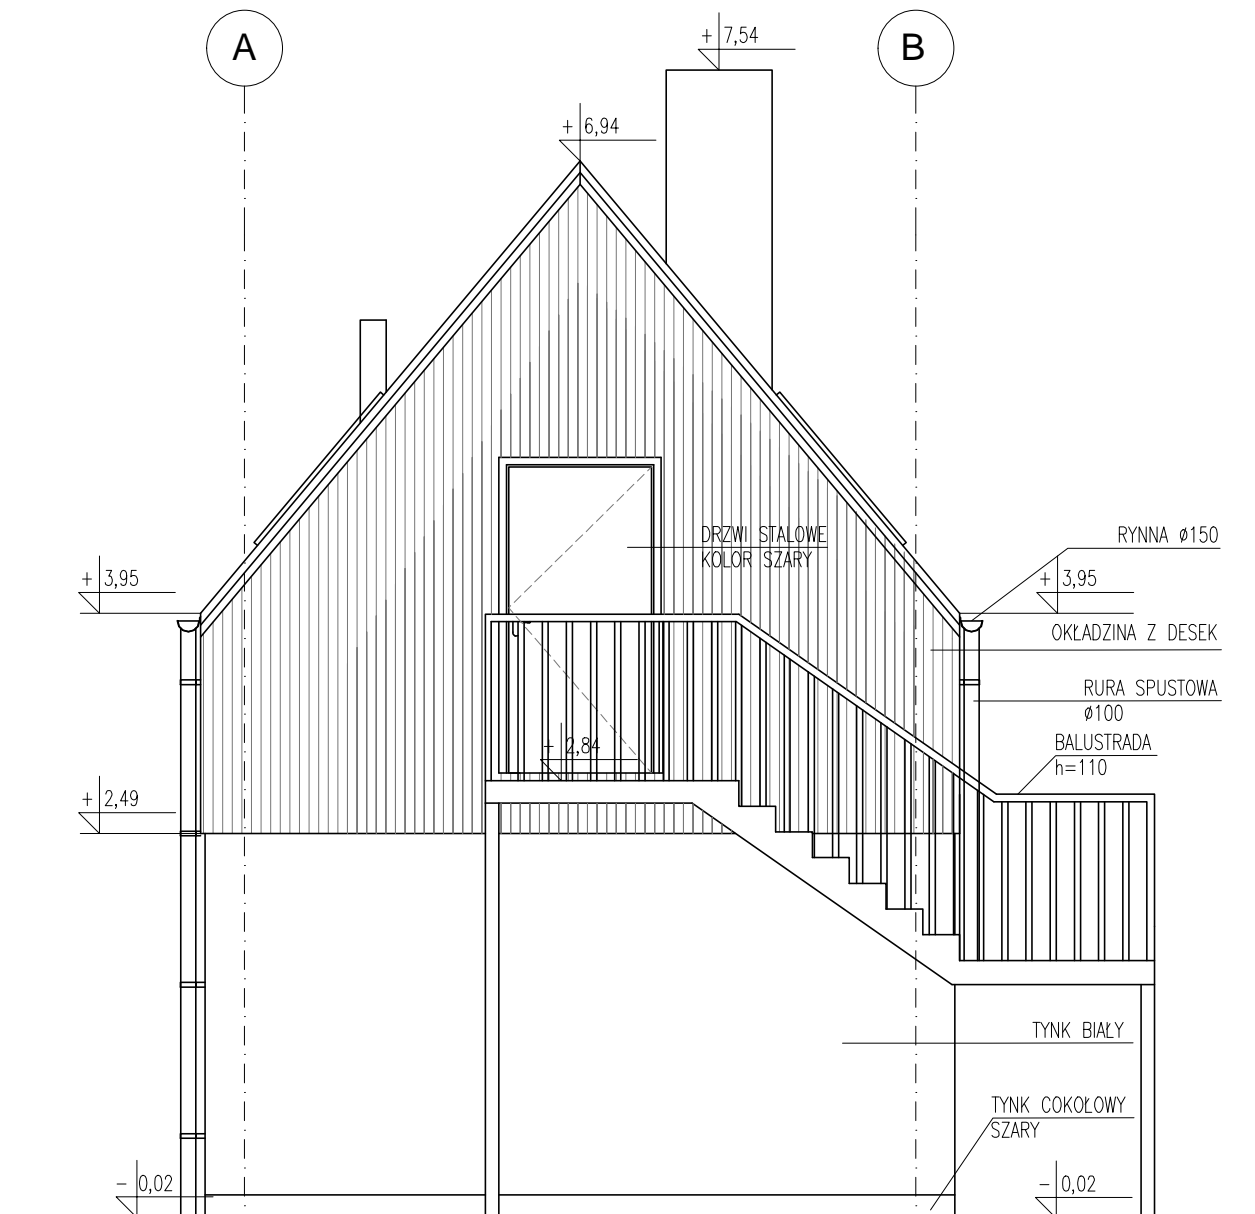 A
B
+ 7,54
+ 6,94
DRZWI STALOWE
KOLOR SZARY
RYNNA ø150
+ 3,95
+ 3,95
OKŁADZINA Z DESEK
RURA SPUSTOWA
ø100
BALUSTRADA
h=110
+ 2,84
+ 2,49
TYNK BIAŁY
TYNK COKOŁOWY
SZARY
- 0,02
- 0,02